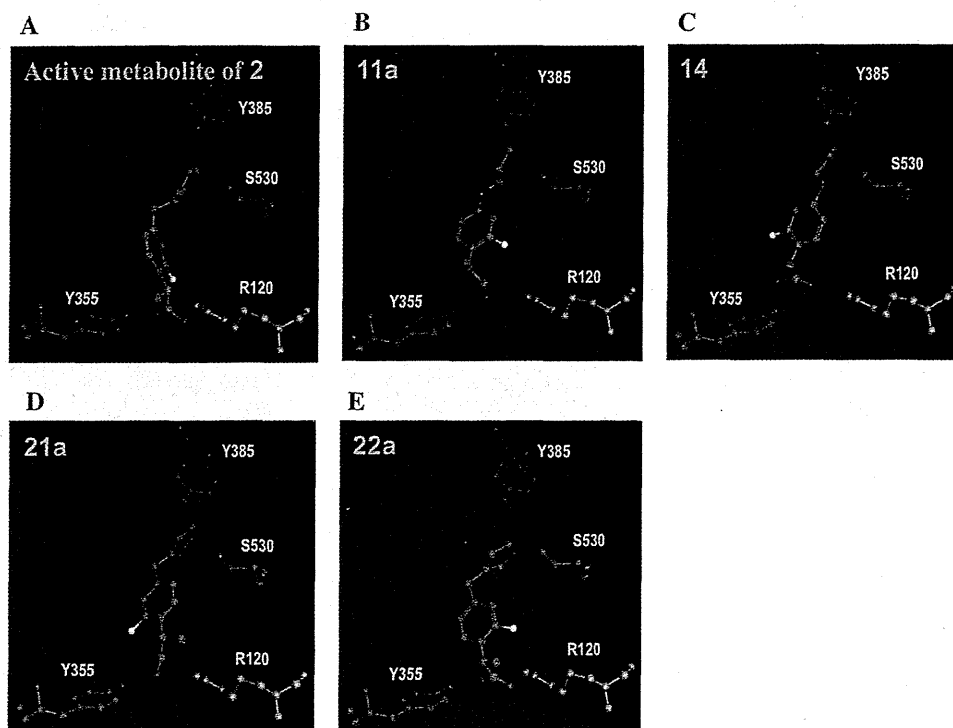 A
B
C
Active metabolite of 2
Y385
S530
Y355
R120
11a
Y385
S530
Y355
R120
14
Y385
S530
Y355
R120
D
E
21a
Y385
S530
Y355
R120
22a
Y385
S530
Y355
R120